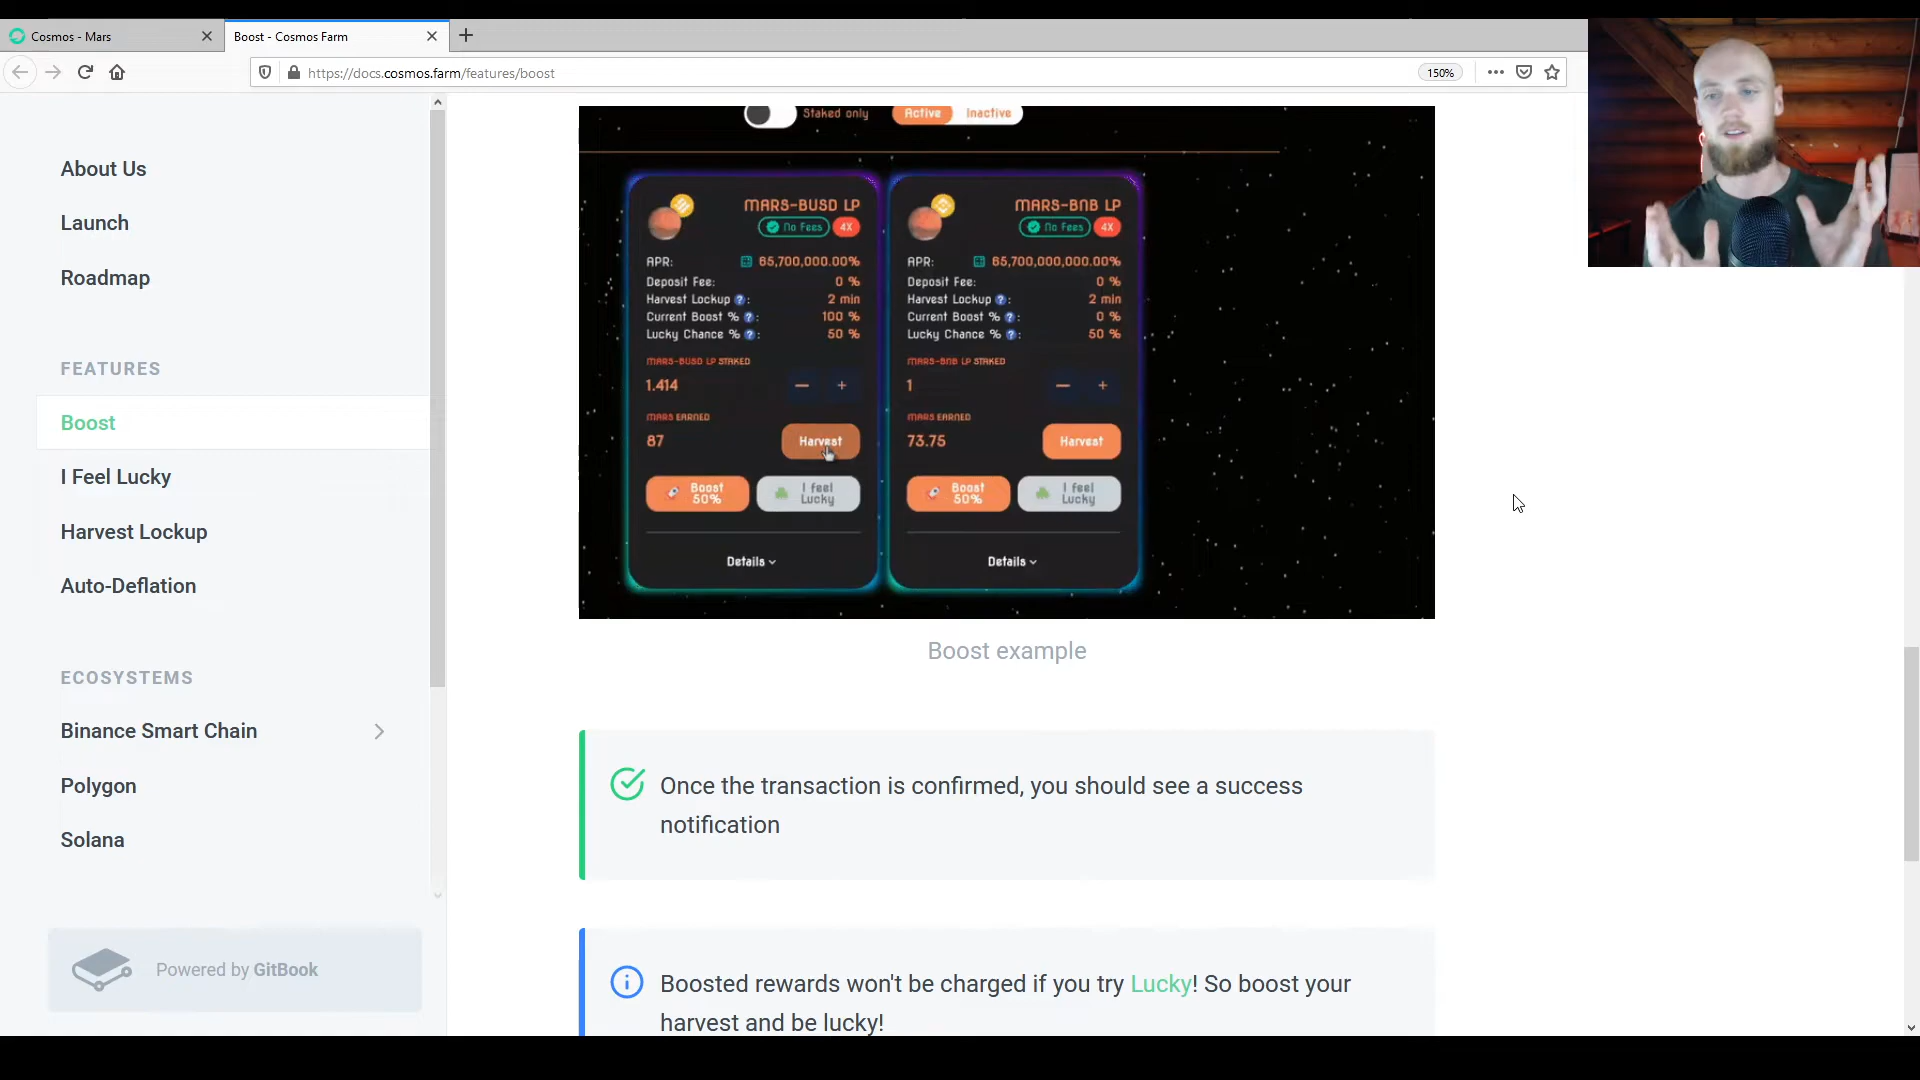 Cosmos - Mars
Boost - Cosmos Farm
https://docs.cosmos.farm/features/boost
150%
About Us
Launch
Roadmap
FEATURES
Boost
I Feel Lucky
Harvest Lockup
Auto-Deflation
ECOSYSTEMS
Binance Smart Chain
Polygon
Solana
Powered by GitBook
Staked only
Active
Inactive
MARS-BUSD LP
No Fees
4X
APR: 65,700,000.00%
Deposit Fee: 0 %
Harvest Lockup ?: 2 min
Current Boost % ?: 100 %
Lucky Chance % ?: 50 %
MARS-BUSD LP STAKED
1.414
MARS EARNED
87
Harvest
Boost
50%
I feel
Lucky
Details
MARS-BNB LP
No Fees
4X
APR: 65,700,000,000.00%
Deposit Fee: 0 %
Harvest Lockup ?: 2 min
Current Boost % ?: 0 %
Lucky Chance % ?: 50 %
MARS-BNB LP STAKED
1
MARS EARNED
73.75
Harvest
Boost
50%
I feel
Lucky
Details
Boost example
Once the transaction is confirmed, you should see a success
notification
Boosted rewards won't be charged if you try Lucky! So boost your
harvest and be lucky!